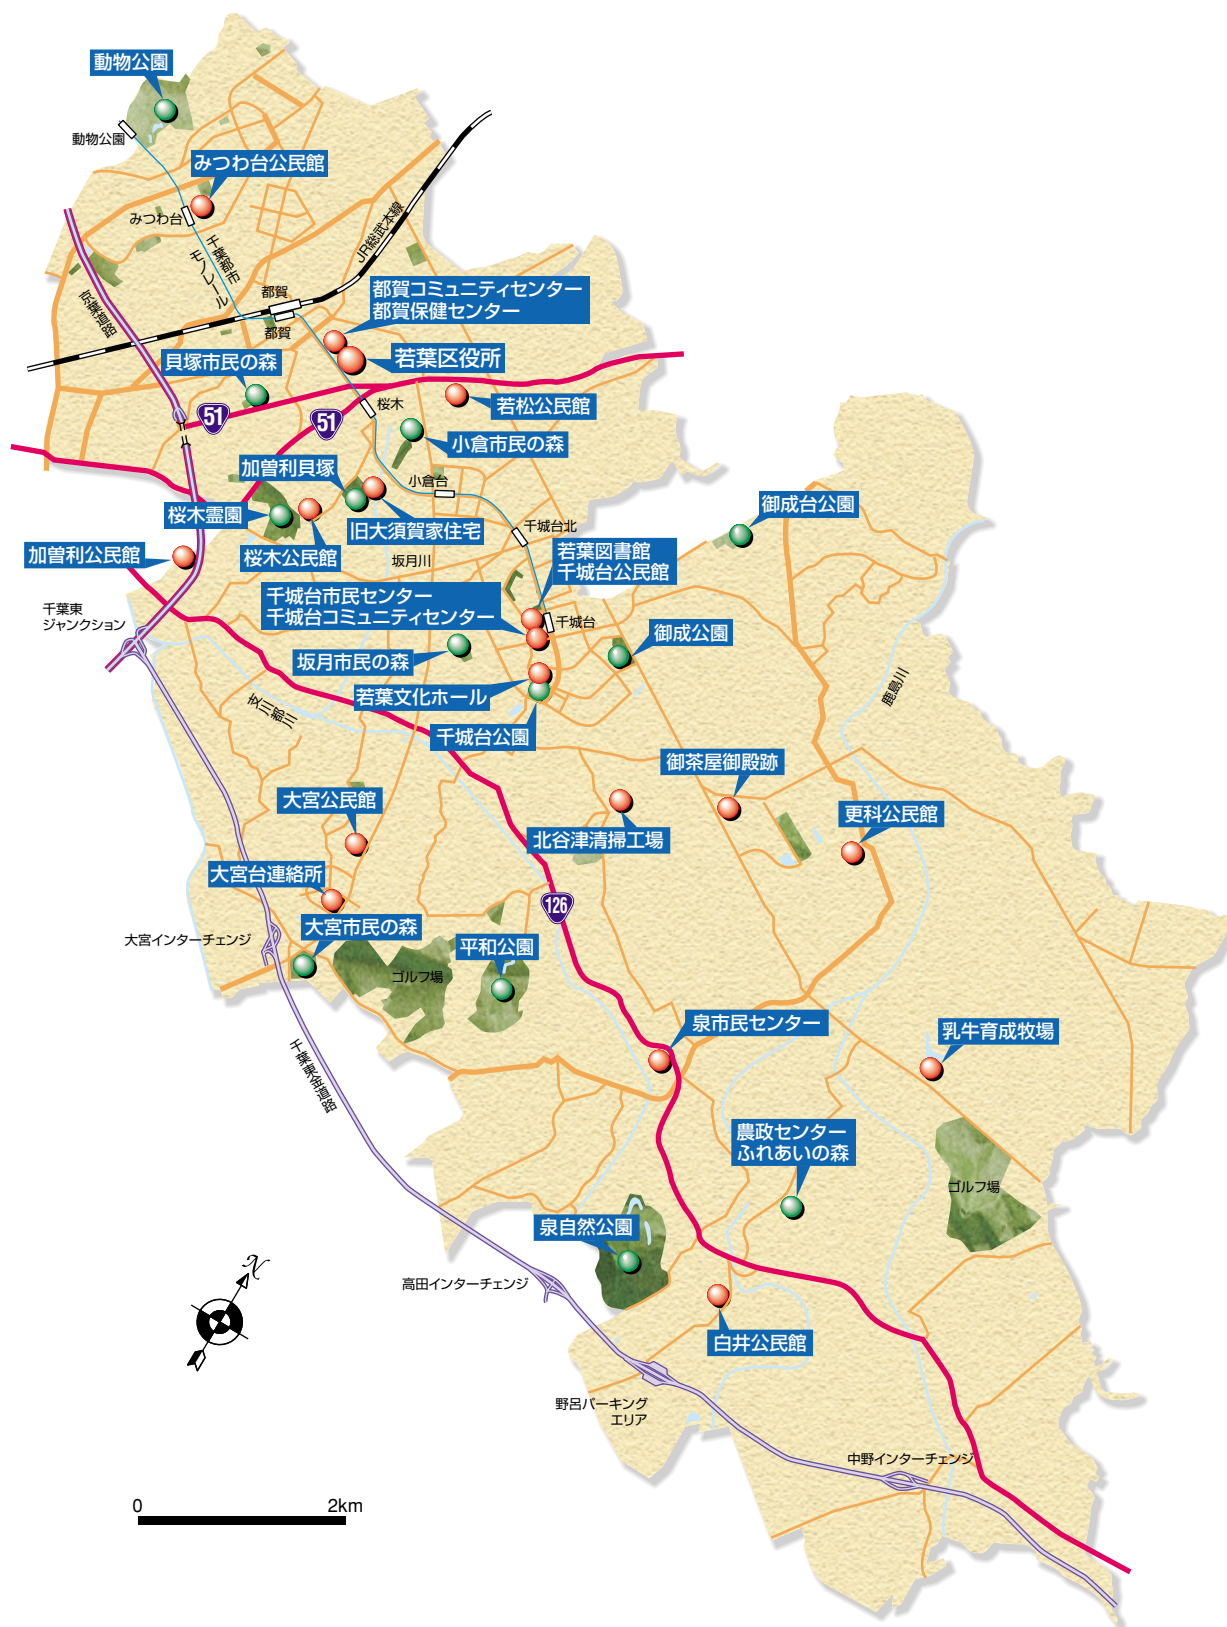 動物公園
動物公園
みつわ台公民館
みつわ台
千葉都市
モノレール
JR総武本線
京葉道路
都賀
都賀
都賀コミュニティセンター
都賀保健センター
若葉区役所
貝塚市民の森
51
51
桜木
若松公民館
小倉市民の森
加曽利貝塚
小倉台
桜木霊園
旧大須賀家住宅
千城台北
御成台公園
加曽利公民館
桜木公民館
坂月川
若葉図書館
千城台公民館
千城台市民センター
千城台コミュニティセンター
千葉東
ジャンクション
千城台
御成公園
坂月市民の森
若葉文化ホール
鹿島川
支川都川
千城台公園
御茶屋御殿跡
大宮公民館
北谷津清掃工場
更科公民館
大宮台連絡所
126
大宮市民の森
大宮インターチェンジ
平和公園
ゴルフ場
泉市民センター
乳牛育成牧場
千葉東金道路
農政センター
ふれあいの森
ゴルフ場
泉自然公園
N
高田インターチェンジ
白井公民館
野呂パーキング
エリア
中野インターチェンジ
0 2km